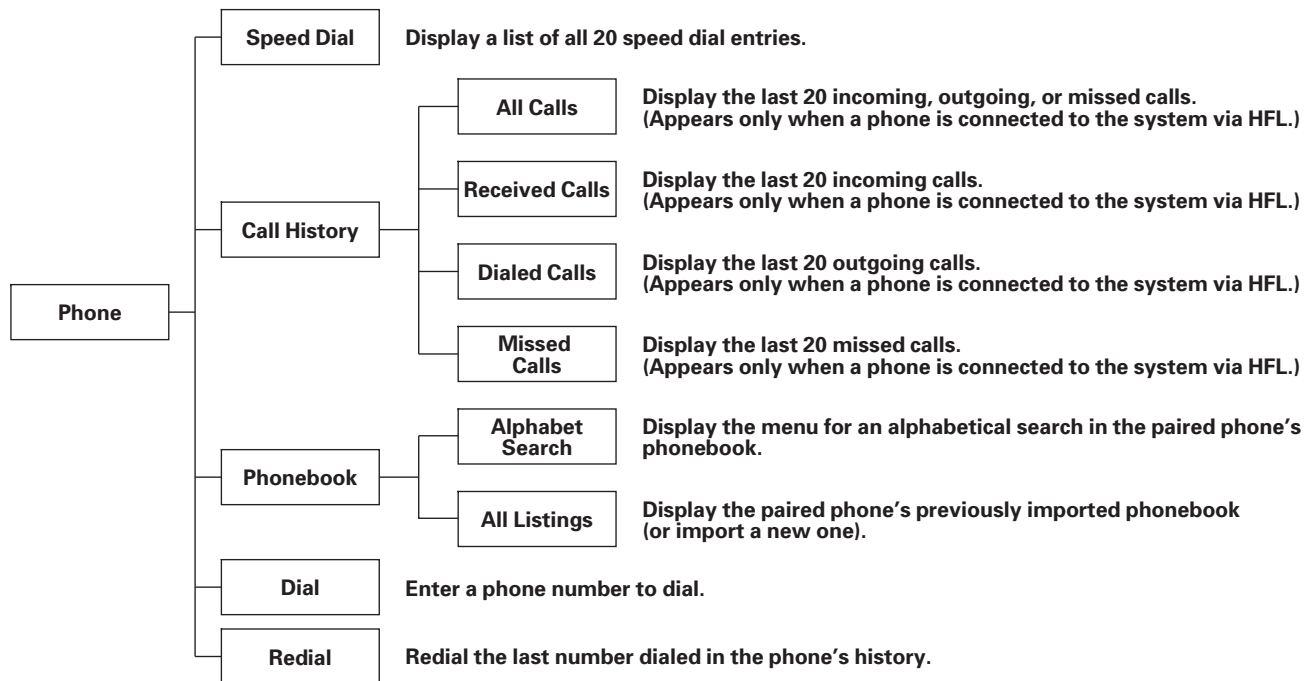 Speed Dial
Display a list of all 20 speed dial entries.
All Calls
Display the last 20 incoming, outgoing, or missed calls.
(Appears only when a phone is connected to the system via HFL.)
Received Calls
Display the last 20 incoming calls.
(Appears only when a phone is connected to the system via HFL.)
Call History
Dialed Calls
Display the last 20 outgoing calls.
(Appears only when a phone is connected to the system via HFL.)
Phone
Missed
Calls
Display the last 20 missed calls.
(Appears only when a phone is connected to the system via HFL.)
Alphabet
Search
Display the menu for an alphabetical search in the paired phone's
phonebook.
Phonebook
All Listings
Display the paired phone's previously imported phonebook
(or import a new one).
Dial
Enter a phone number to dial.
Redial
Redial the last number dialed in the phone's history.